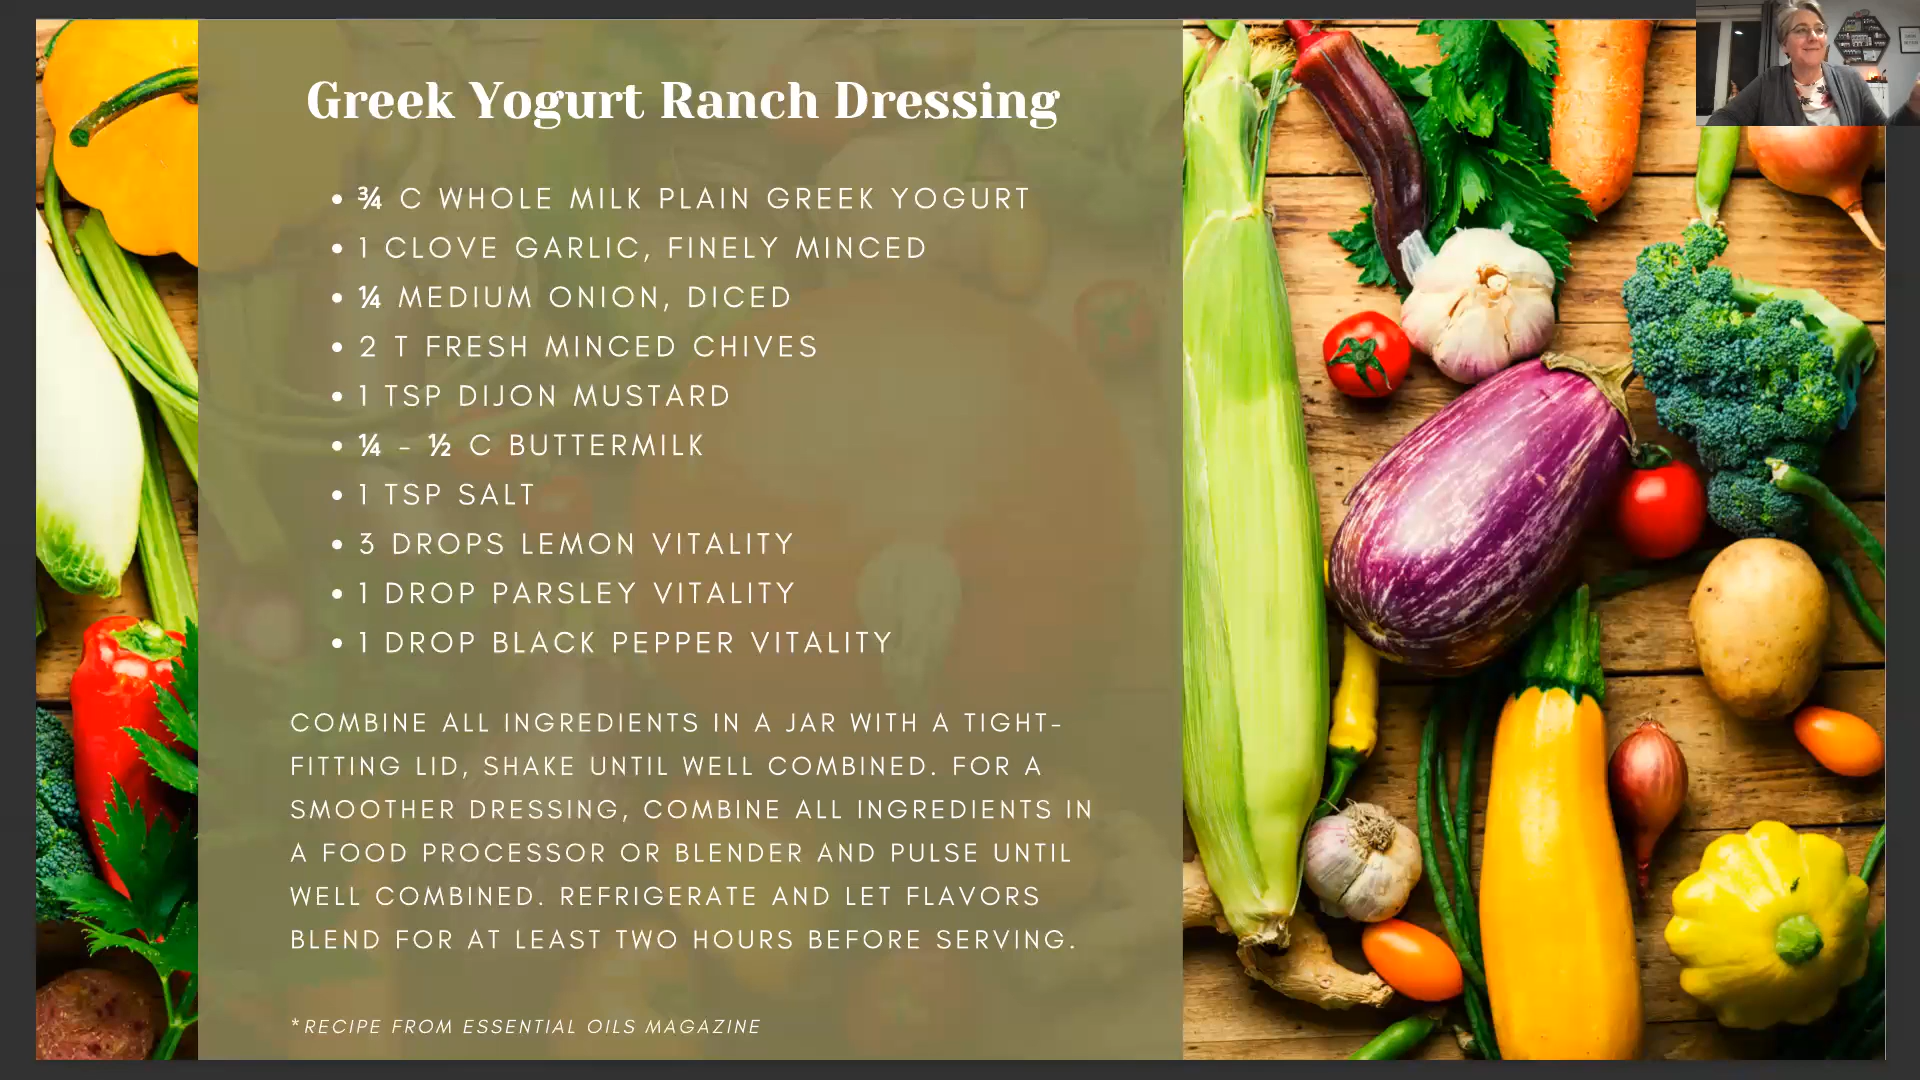 Greek Yogurt Ranch Dressing
• ¾ C WHOLE MILK PLAIN GREEK YOGURT
• 1 CLOVE GARLIC, FINELY MINCED
• ¼ MEDIUM ONION, DICED
• 2 T FRESH MINCED CHIVES
• 1 TSP DIJON MUSTARD
• ¼ - ½ C BUTTERMILK
• 1 TSP SALT
• 3 DROPS LEMON VITALITY
• 1 DROP PARSLEY VITALITY
• 1 DROP BLACK PEPPER VITALITY
COMBINE ALL INGREDIENTS IN A JAR WITH A TIGHT-
FITTING LID, SHAKE UNTIL WELL COMBINED. FOR A
SMOOTHER DRESSING, COMBINE ALL INGREDIENTS IN
A FOOD PROCESSOR OR BLENDER AND PULSE UNTIL
WELL COMBINED. REFRIGERATE AND LET FLAVORS
BLEND FOR AT LEAST TWO HOURS BEFORE SERVING.
*RECIPE FROM ESSENTIAL OILS MAGAZINE